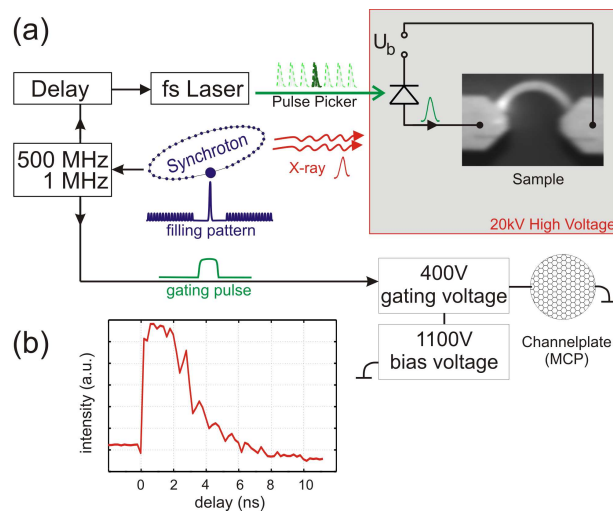 (a)
Delay
fs Laser
Pulse Picker
U_b
500 MHz
1 MHz
Synchroton
X-ray
filling pattern
Sample
20kV High Voltage
gating pulse
400V
gating voltage
1100V
bias voltage
Channelplate
(MCP)
(b)
intensity (a.u.)
0 2 4 6 8 10
delay (ns)